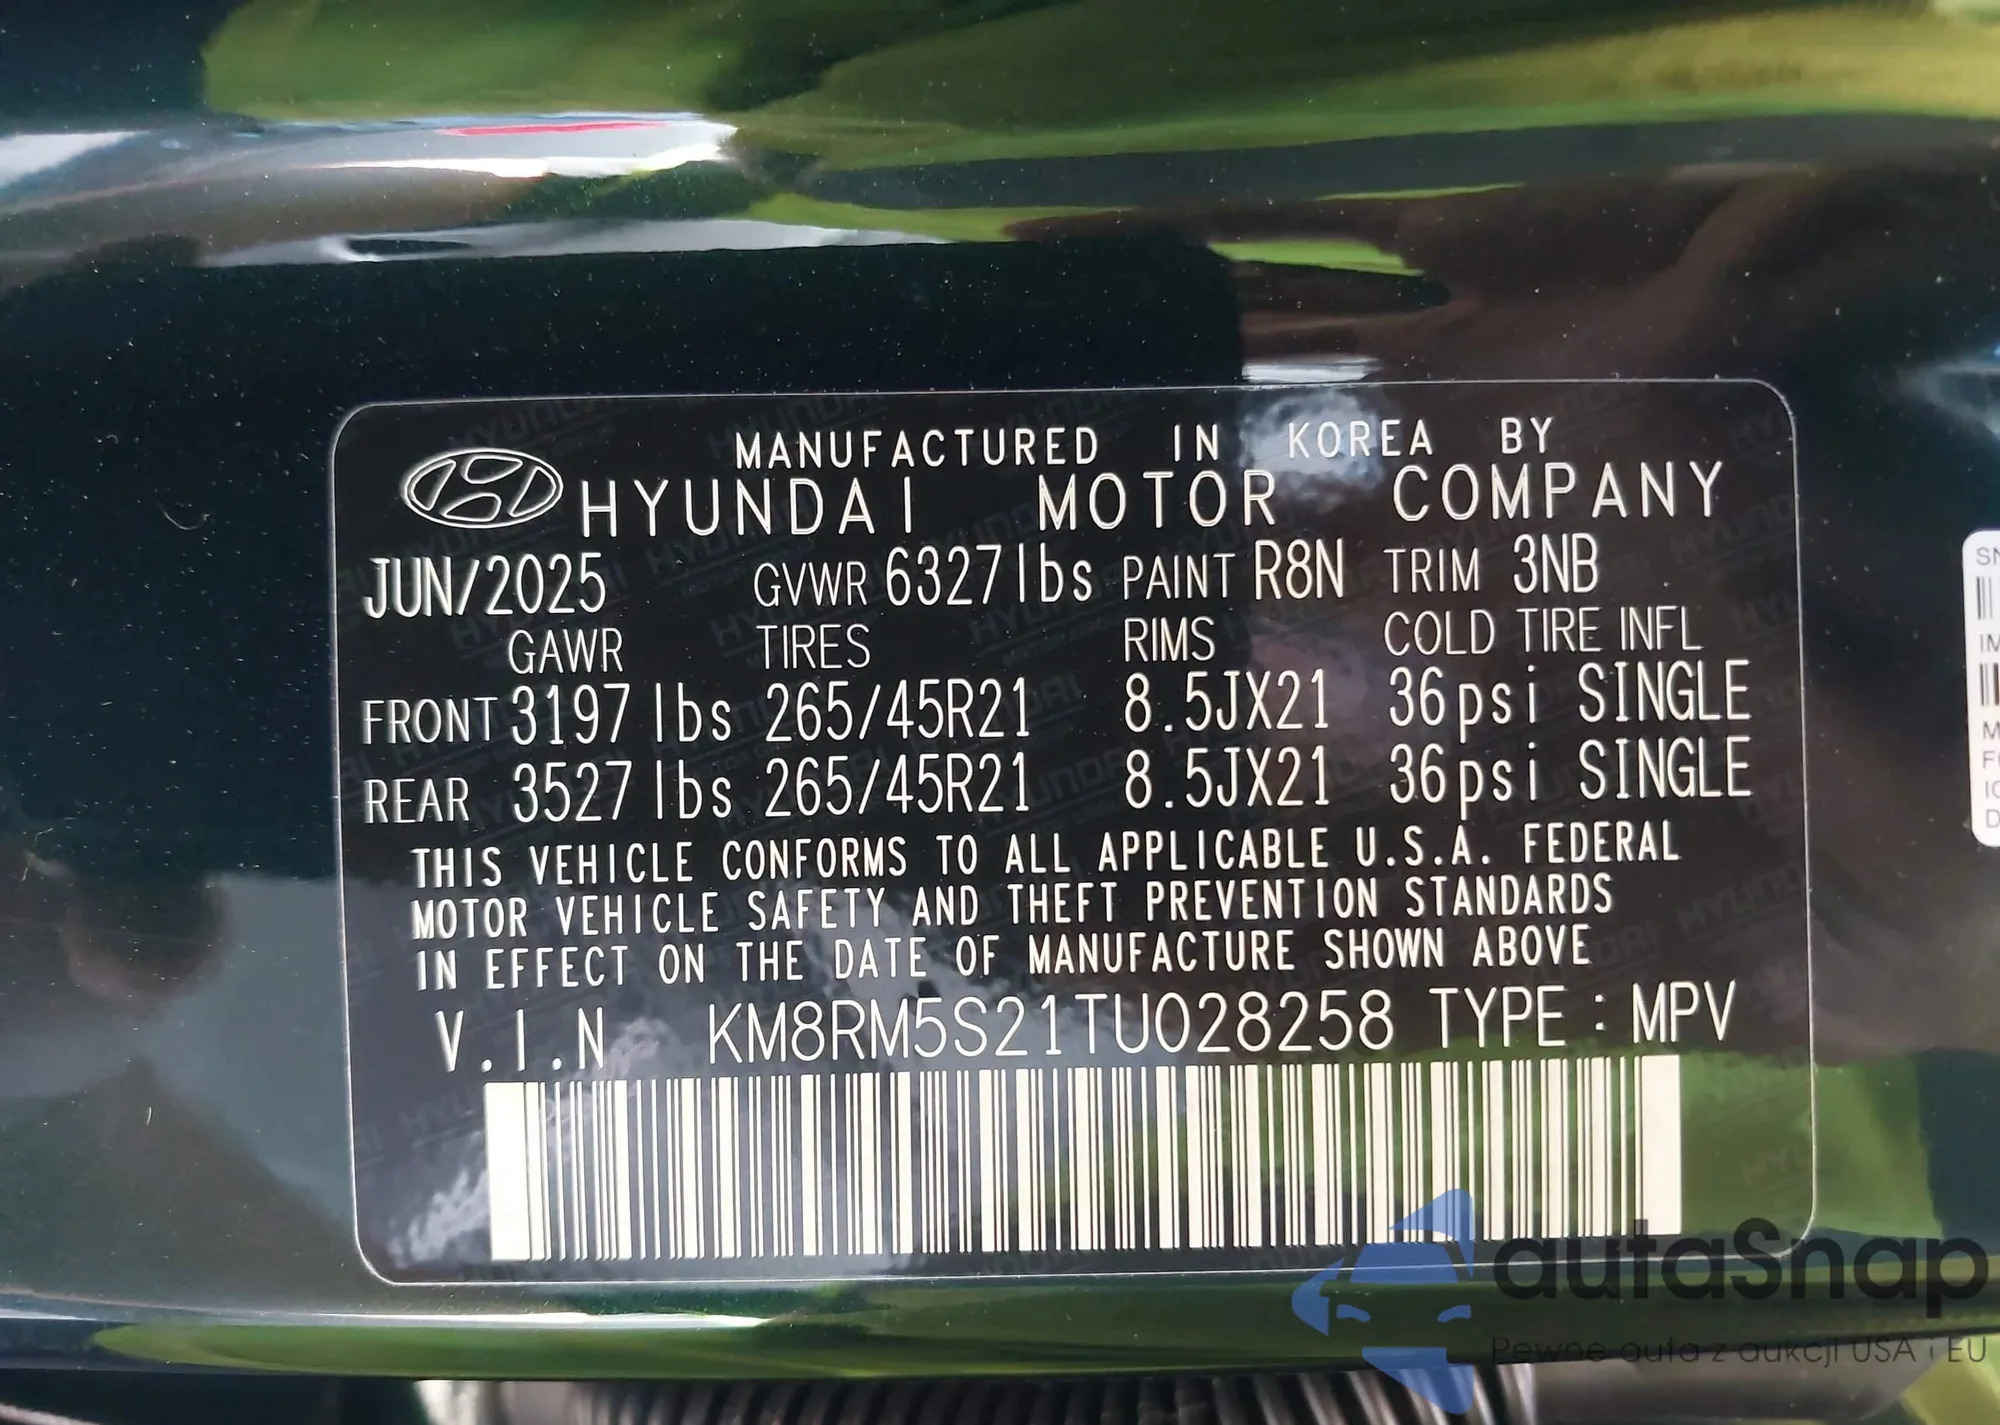 MANUFACTURED IN KOREA BY
HYUNDAI MOTOR COMPANY
JUN/2025 GVWR 6327lbs PAINT R8N TRIM 3NB
GAWR TIRES RIMS COLD TIRE INFL
FRONT 3197lbs 265/45R21 8.5JX21 36psi SINGLE
REAR 3527lbs 265/45R21 8.5JX21 36psi SINGLE
THIS VEHICLE CONFORMS TO ALL APPLICABLE U.S.A. FEDERAL
MOTOR VEHICLE SAFETY AND THEFT PREVENTION STANDARDS
IN EFFECT ON THE DATE OF MANUFACTURE SHOWN ABOVE
V.I.N KM8RM5S21TU028258 TYPE : MPV
SN
autaSnap
Pewne auta z aukcji USA i EU